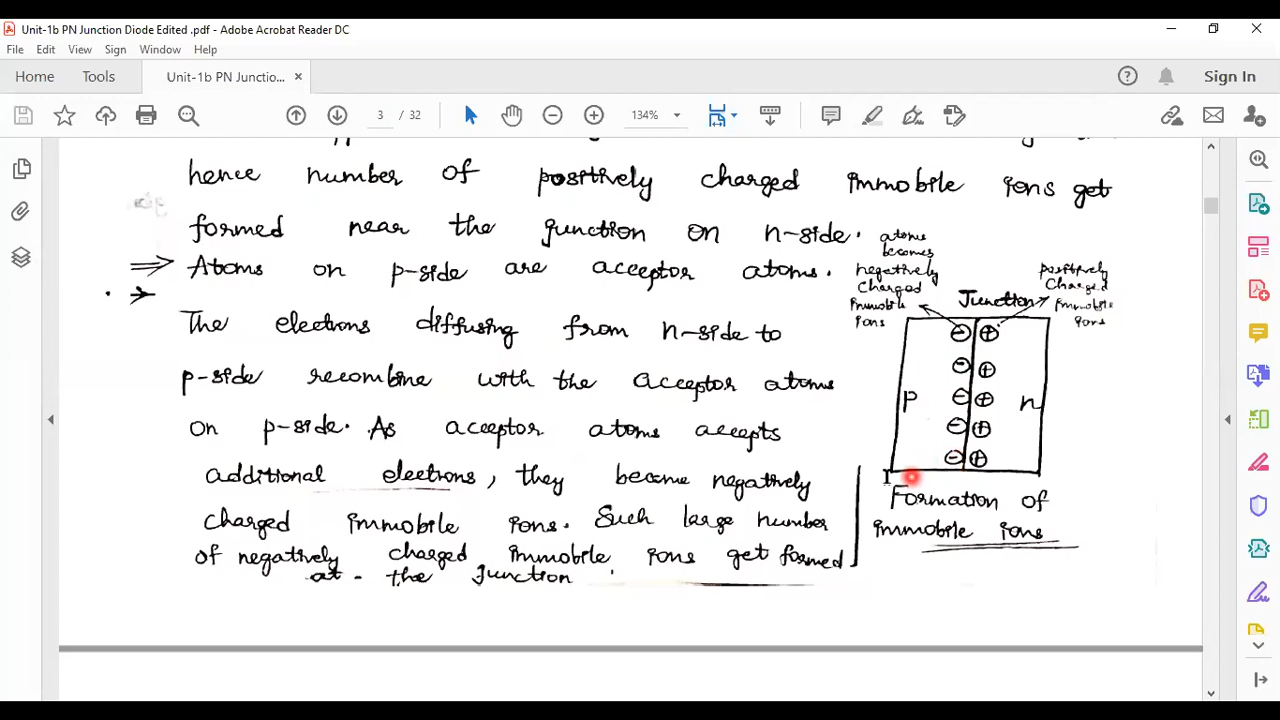 Unit-1b PN Junction Diode Edited .pdf - Adobe Acrobat Reader DC
File Edit View Sign Window Help
Home Tools Unit-1b PN Junctio... × Sign In
3 / 32 134%
hence number of positively charged immobile ions get
formed near the junction on n-side.
⇒ Atoms on p-side are acceptor atoms.
The electrons diffusing from n-side to
p-side recombine with the acceptor atoms
on p-side. As acceptor atoms accepts
additional electrons, they become negatively
charged immobile ions. Such large number
of negatively charged immobile ions get formed
at the Junction.
atoms
becomes
negatively
Charged
immobile
ions
Junction
positively
Charged
immobile
ions
p n
Formation of
immobile ions